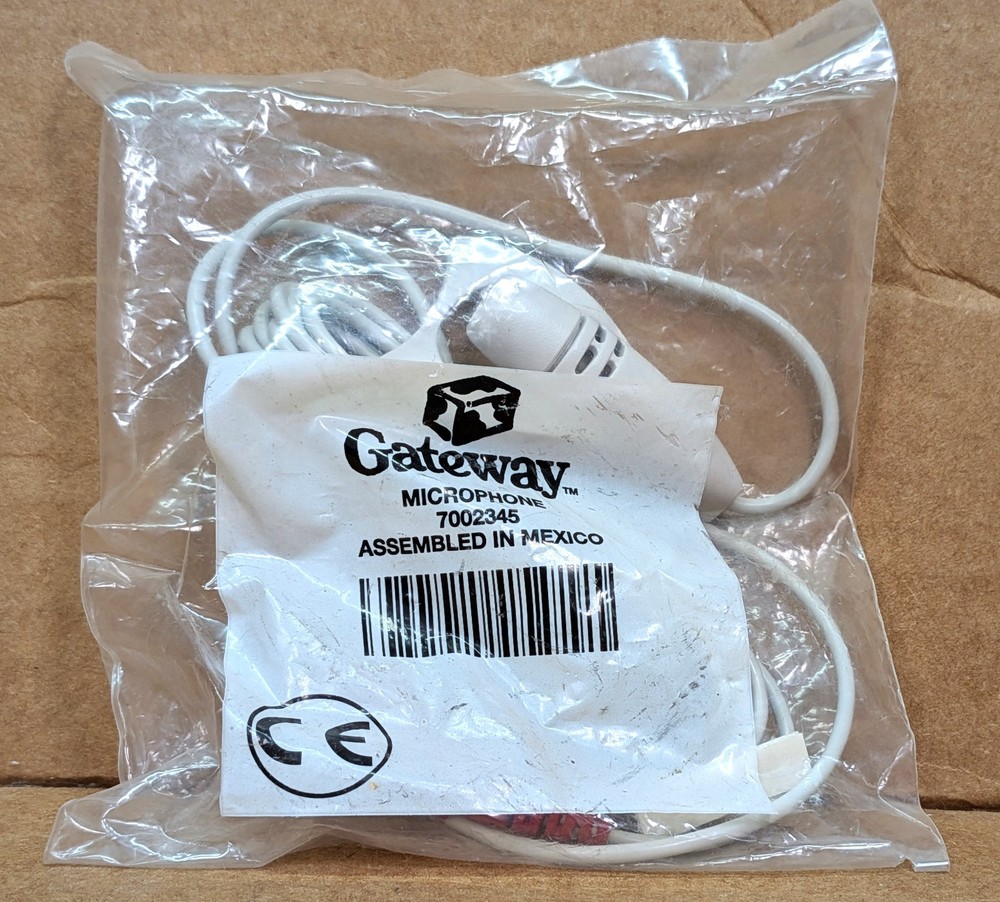 Gateway™
MICROPHONE
7002345
ASSEMBLED IN MEXICO
CE